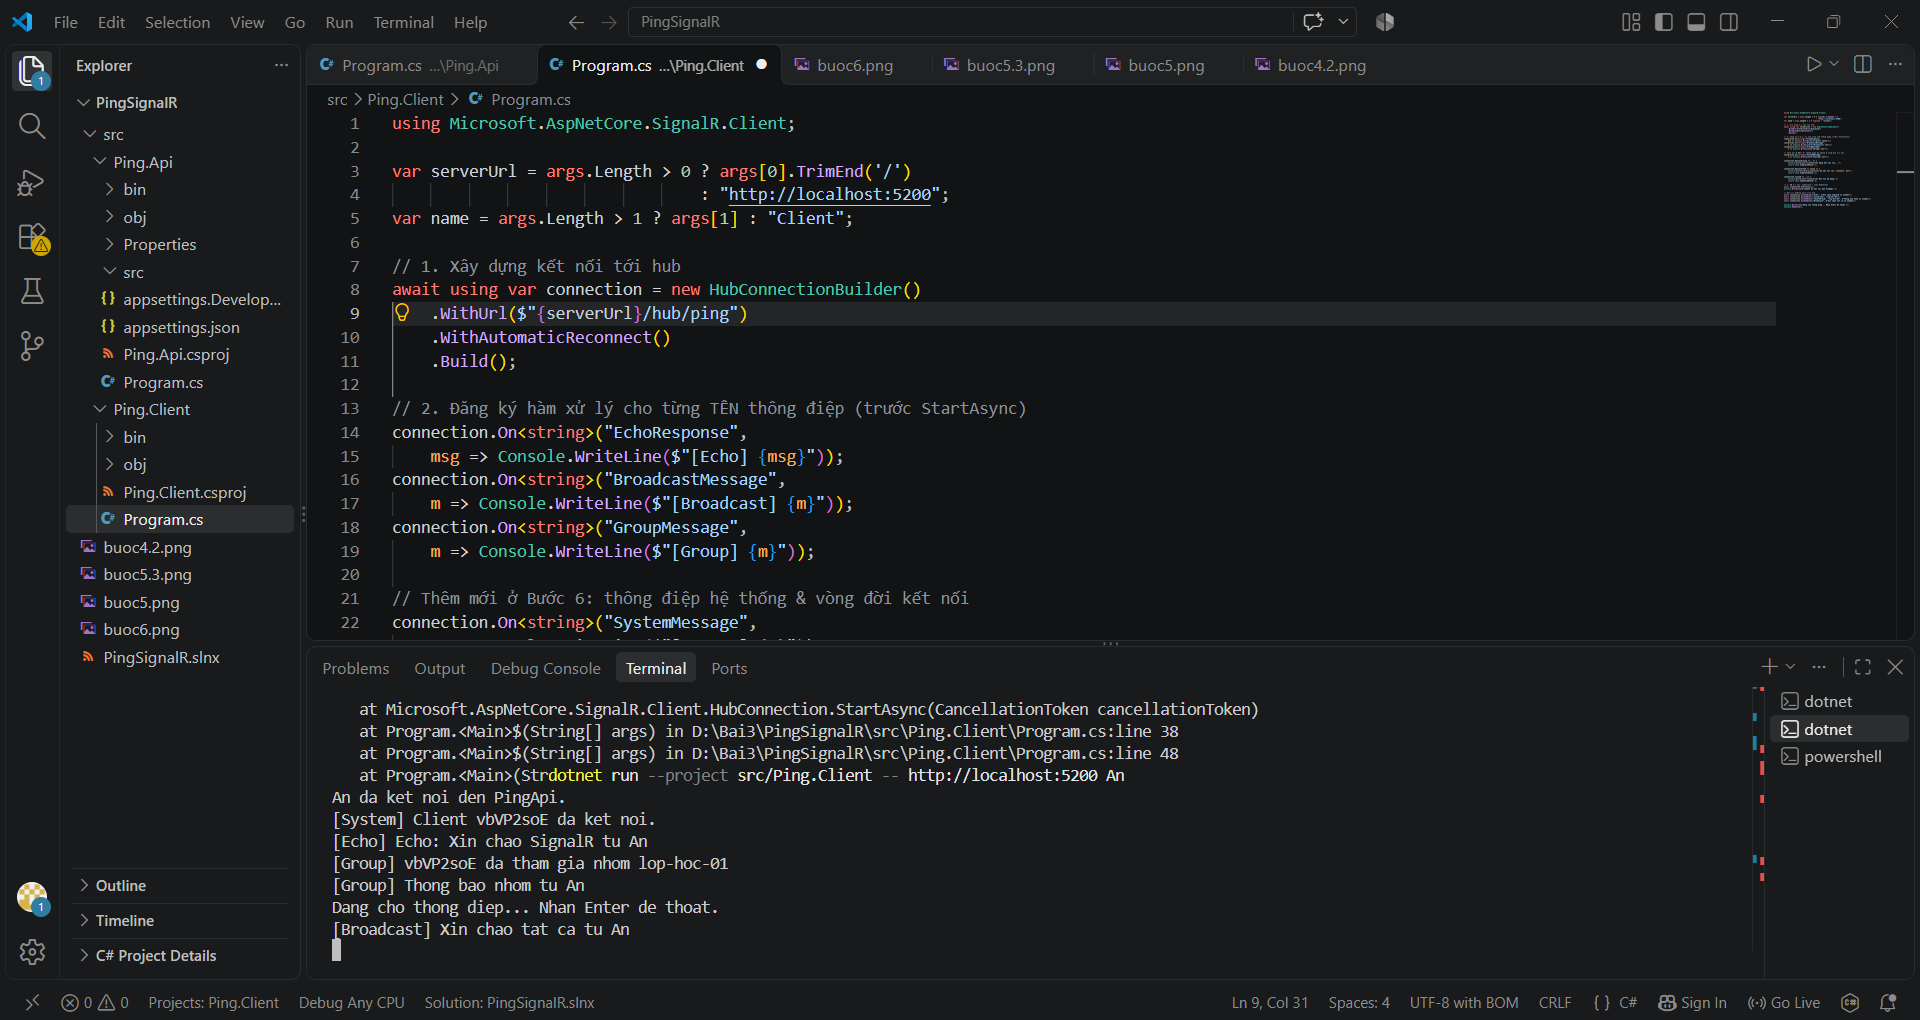 File Edit Selection View Go Run Terminal Help
PingSignalR
Explorer
PingSignalR
src
Ping.Api
bin
obj
Properties
src
appsettings.Develop...
appsettings.json
Ping.Api.csproj
Program.cs
Ping.Client
bin
obj
Ping.Client.csproj
Program.cs
buoc4.2.png
buoc5.3.png
buoc5.png
buoc6.png
PingSignalR.slnx
Outline
Timeline
C# Project Details
Program.cs ...\Ping.Api
Program.cs ...\Ping.Client
buoc6.png
buoc5.3.png
buoc5.png
buoc4.2.png
src > Ping.Client > Program.cs
1 using Microsoft.AspNetCore.SignalR.Client;
2
3 var serverUrl = args.Length > 0 ? args[0].TrimEnd('/')
4 : "http://localhost:5200";
5 var name = args.Length > 1 ? args[1] : "Client";
6
7 // 1. Xây dựng kết nối tới hub
8 await using var connection = new HubConnectionBuilder()
9 .WithUrl($"{serverUrl}/hub/ping")
10 .WithAutomaticReconnect()
11 .Build();
12
13 // 2. Đăng ký hàm xử lý cho từng TÊN thông điệp (trước StartAsync)
14 connection.On<string>("EchoResponse",
15 msg => Console.WriteLine($"[Echo] {msg}"));
16 connection.On<string>("BroadcastMessage",
17 m => Console.WriteLine($"[Broadcast] {m}"));
18 connection.On<string>("GroupMessage",
19 m => Console.WriteLine($"[Group] {m}"));
20
21 // Thêm mới ở Bước 6: thông điệp hệ thống & vòng đời kết nối
22 connection.On<string>("SystemMessage",
Problems Output Debug Console Terminal Ports
at Microsoft.AspNetCore.SignalR.Client.HubConnection.StartAsync(CancellationToken cancellationToken)
at Program.<Main>$(String[] args) in D:\Bai3\PingSignalR\src\Ping.Client\Program.cs:line 38
at Program.<Main>$(String[] args) in D:\Bai3\PingSignalR\src\Ping.Client\Program.cs:line 48
at Program.<Main>(Strdotnet run --project src/Ping.Client -- http://localhost:5200 An
An da ket noi den PingApi.
[System] Client vbVP2soE da ket noi.
[Echo] Echo: Xin chao SignalR tu An
[Group] vbVP2soE da tham gia nhom lop-hoc-01
[Group] Thong bao nhom tu An
Dang cho thong diep... Nhan Enter de thoat.
[Broadcast] Xin chao tat ca tu An
dotnet
dotnet
powershell
0 0 Projects: Ping.Client Debug Any CPU Solution: PingSignalR.slnx Ln 9, Col 31 Spaces: 4 UTF-8 with BOM CRLF { } C# Sign In Go Live